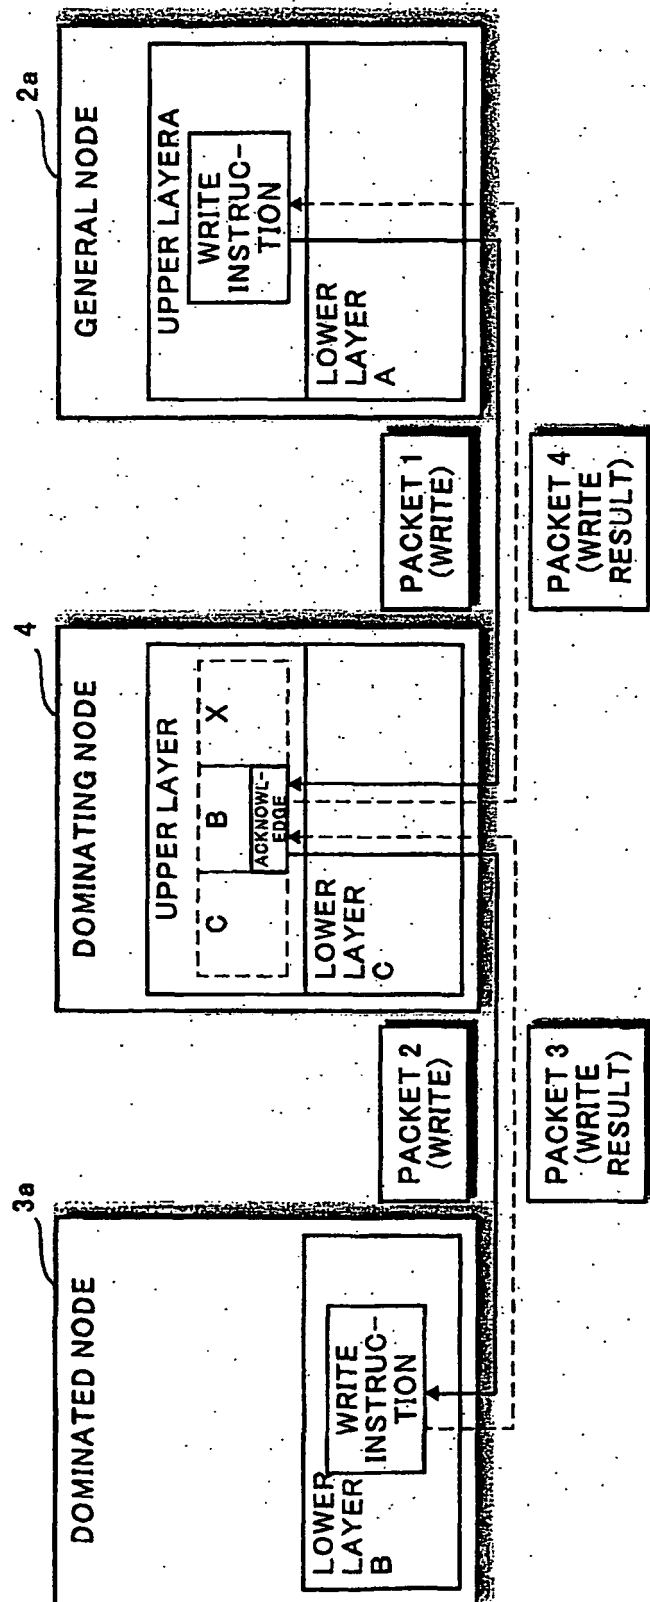 3a
DOMINATED NODE
LOWER
LAYER
B
WRITE
INSTRUC-
TION
PACKET 2
(WRITE)
PACKET 3
(WRITE
RESULT)
4
DOMINATING NODE
UPPER LAYER
C
B
X
ACKNOWL-
EDGE
LOWER
LAYER
C
PACKET 1
(WRITE)
PACKET 4
(WRITE
RESULT)
2a
GENERAL NODE
UPPER LAYERA
WRITE
INSTRUC-
TION
LOWER
LAYER
A